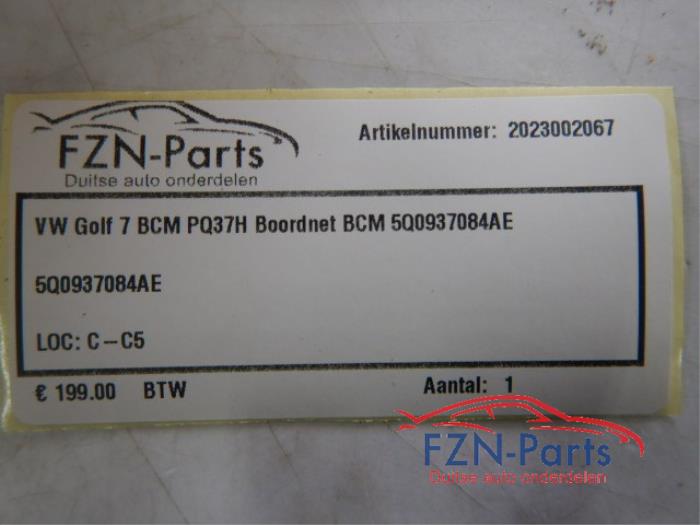 FZN-Parts
Duitse auto onderdelen
Artikelnummer: 2023002067
VW Golf 7 BCM PQ37H Boordnet BCM 5Q0937084AE
5Q0937084AE
LOC: C-C5
€ 199.00 BTW
Aantal: 1
FZN-Parts
Duitse auto onderdelen